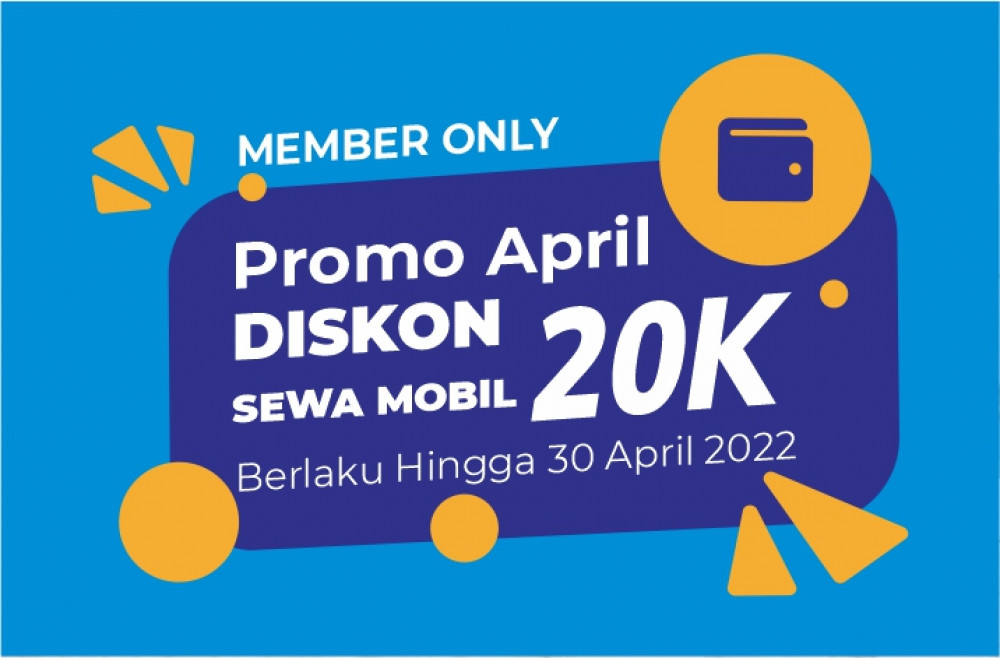 MEMBER ONLY
Promo April
DISKON
SEWA MOBIL 20K
Berlaku Hingga 30 April 2022